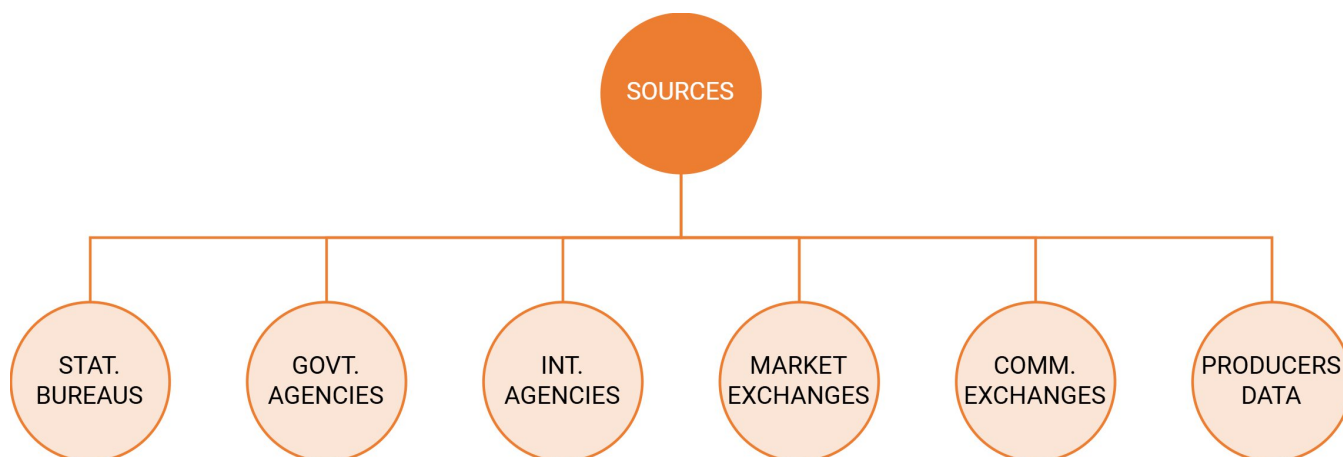 SOURCES
STAT.
BUREAUS
GOVT.
AGENCIES
INT.
AGENCIES
MARKET
EXCHANGES
COMM.
EXCHANGES
PRODUCERS
DATA